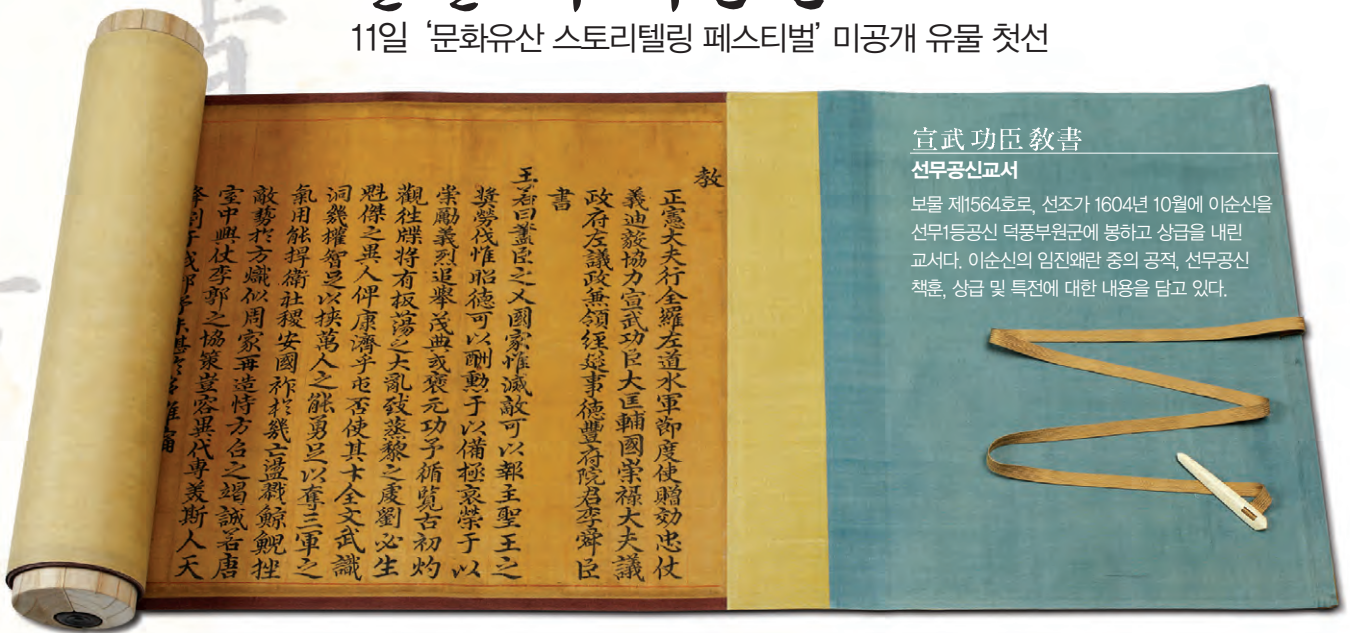 11일 ‘문화유산 스토리텔링 페스티벌’ 미공개 유물 첫선
宣武功臣敎書
선무공신교서
보물 제1564호로, 선조가 1604년 10월에 이순신을
선무1등공신 덕풍부원군에 봉하고 상급을 내린
교서다. 이순신의 임진왜란 중의 공적, 선무공신
책훈, 상급 및 특전에 대한 내용을 담고 있다.
敎
正憲大夫行全羅左道水軍節度使贈効忠仗
義迪毅協力宣武功臣大匡輔國崇祿大夫議
政府左議政兼領経筵事德豐府院君李舜臣
書
王若曰蓋臣之乂國家惟滅敵可以報主聖王之
奬榮伐惟昭德可以酬勲于以備極哀榮于以
崇勵義烈追舉茂典或襃元功予循覽古初灼
觀往牒將有板蕩之大亂致蒸黎之虔劉必生
魁傑之異人俾康濟乎屯否使其才全文武識
洞幾權智足以挾萬人之能勇足以奪三軍之
氣用能捍衛社稷安國祚於幾亡盪戮鯨鯢挫
敵㔟於方熾似周家再造恃方召之竭誠若唐
室中興仗李郭之協策豈容異代專美斯人天